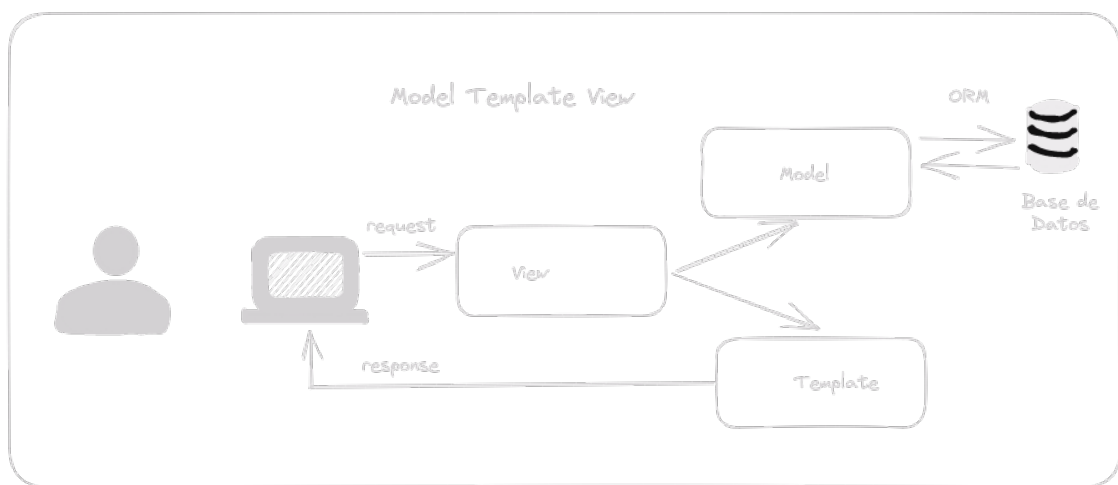 Model Template View
ORM
Model
Base de
Datos
request
View
response
Template